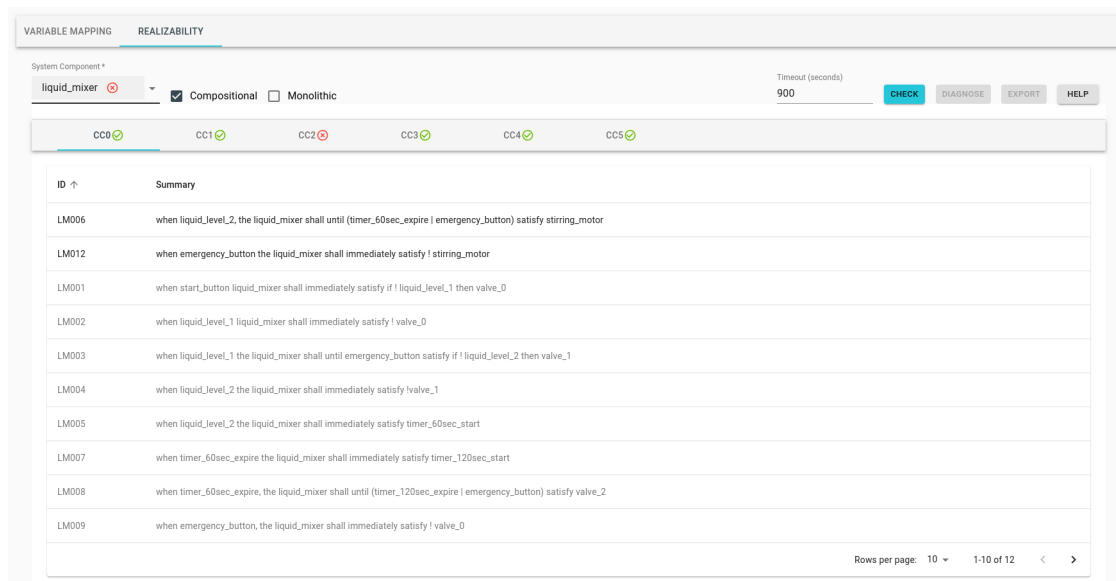 VARIABLE MAPPING REALIZABILITY
System Component *
liquid_mixer
Compositional Monolithic
Timeout (seconds)
900
CHECK DIAGNOSE EXPORT HELP
CC0 CC1 CC2 CC3 CC4 CC5
ID ↑ Summary
LM006 when liquid_level_2, the liquid_mixer shall until (timer_60sec_expire | emergency_button) satisfy stirring_motor
LM012 when emergency_button the liquid_mixer shall immediately satisfy ! stirring_motor
LM001 when start_button liquid_mixer shall immediately satisfy if ! liquid_level_1 then valve_0
LM002 when liquid_level_1 liquid_mixer shall immediately satisfy ! valve_0
LM003 when liquid_level_1 the liquid_mixer shall until emergency_button satisfy if ! liquid_level_2 then valve_1
LM004 when liquid_level_2 the liquid_mixer shall immediately satisfy !valve_1
LM005 when liquid_level_2 the liquid_mixer shall immediately satisfy timer_60sec_start
LM007 when timer_60sec_expire the liquid_mixer shall immediately satisfy timer_120sec_start
LM008 when timer_60sec_expire, the liquid_mixer shall until (timer_120sec_expire | emergency_button) satisfy valve_2
LM009 when emergency_button, the liquid_mixer shall immediately satisfy ! valve_0
Rows per page: 10 1-10 of 12